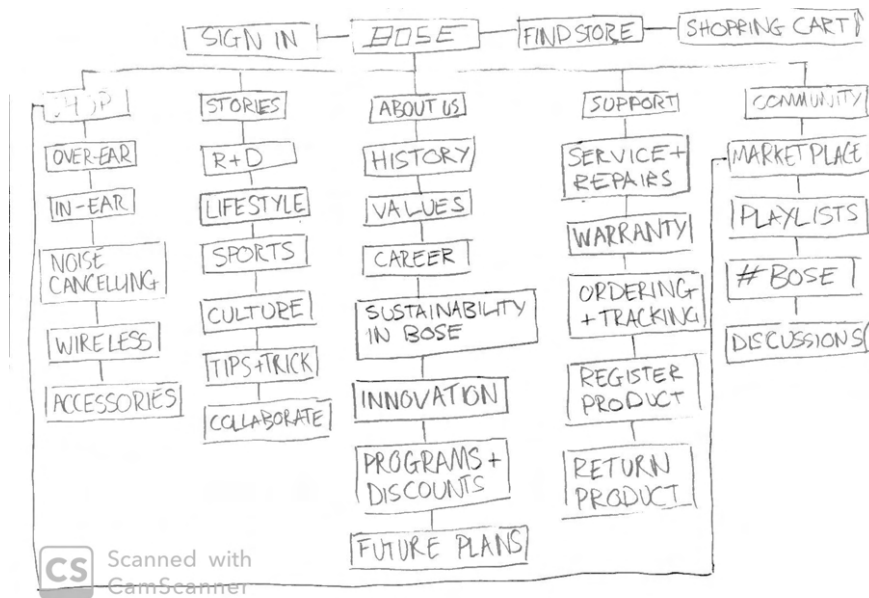 SIGN IN
BOSE
FIND STORE
SHOPPING CART
SHOP
STORIES
ABOUT US
SUPPORT
COMMUNITY
OVER-EAR
IN-EAR
NOISE
CANCELLING
WIRELESS
ACCESSORIES
R+D
LIFESTYLE
SPORTS
CULTURE
TIPS+TRICK
COLLABORATE
HISTORY
VALUES
CAREER
SUSTAINABILITY
IN BOSE
INNOVATION
PROGRAMS +
DISCOUNTS
FUTURE PLANS
SERVICE+
REPAIRS
WARRANTY
ORDERING
+ TRACKING
REGISTER
PRODUCT
RETURN
PRODUCT
MARKETPLACE
PLAYLISTS
# BOSE
DISCUSSIONS
CS
Scanned with
CamScanner